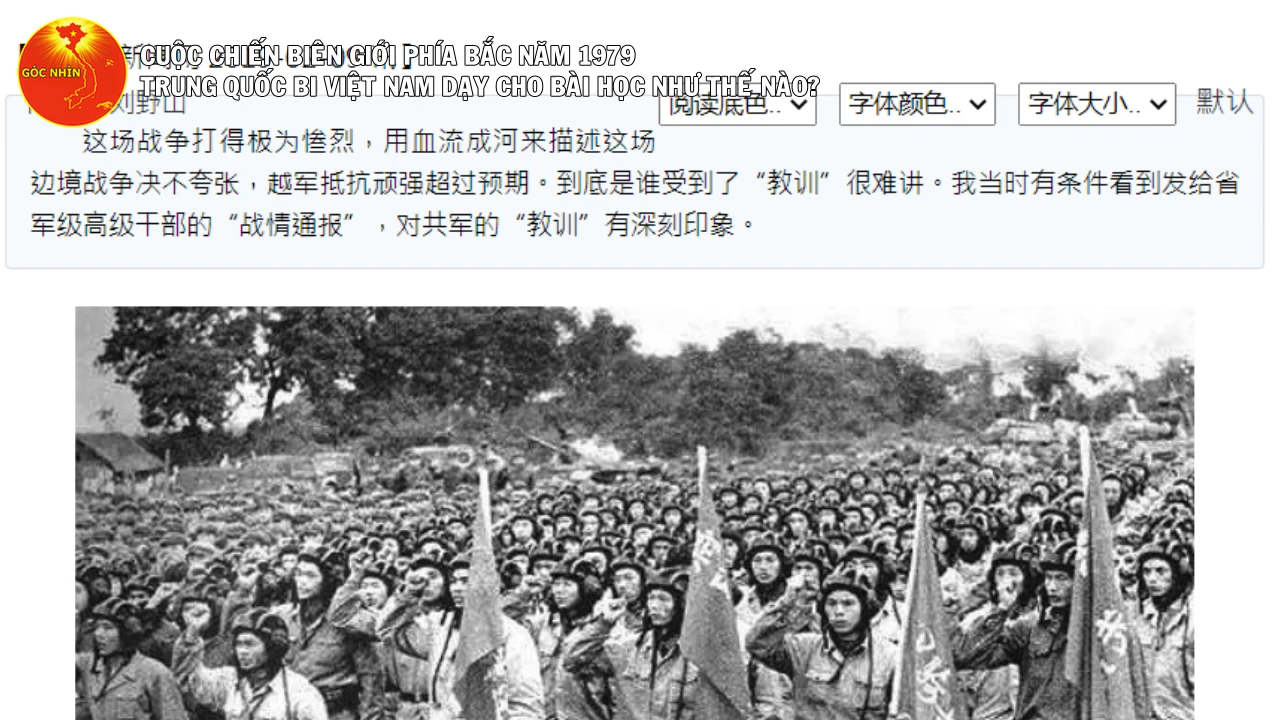 CUỘC CHIẾN BIÊN GIỚI PHÍA BẮC NĂM 1979
TRUNG QUỐC BI VIỆT NAM DẠY CHO BÀI HỌC NHƯ THẾ NÀO?
GÓC NHÌN
刘野山
阅读底色.. 字体颜色.. 字体大小.. 默认
这场战争打得极为惨烈，用血流成河来描述这场
边境战争决不夸张，越军抵抗顽强超过预期。到底是谁受到了“教训”很难讲。我当时有条件看到发给省
军级高级干部的“战情通报”，对共军的“教训”有深刻印象。